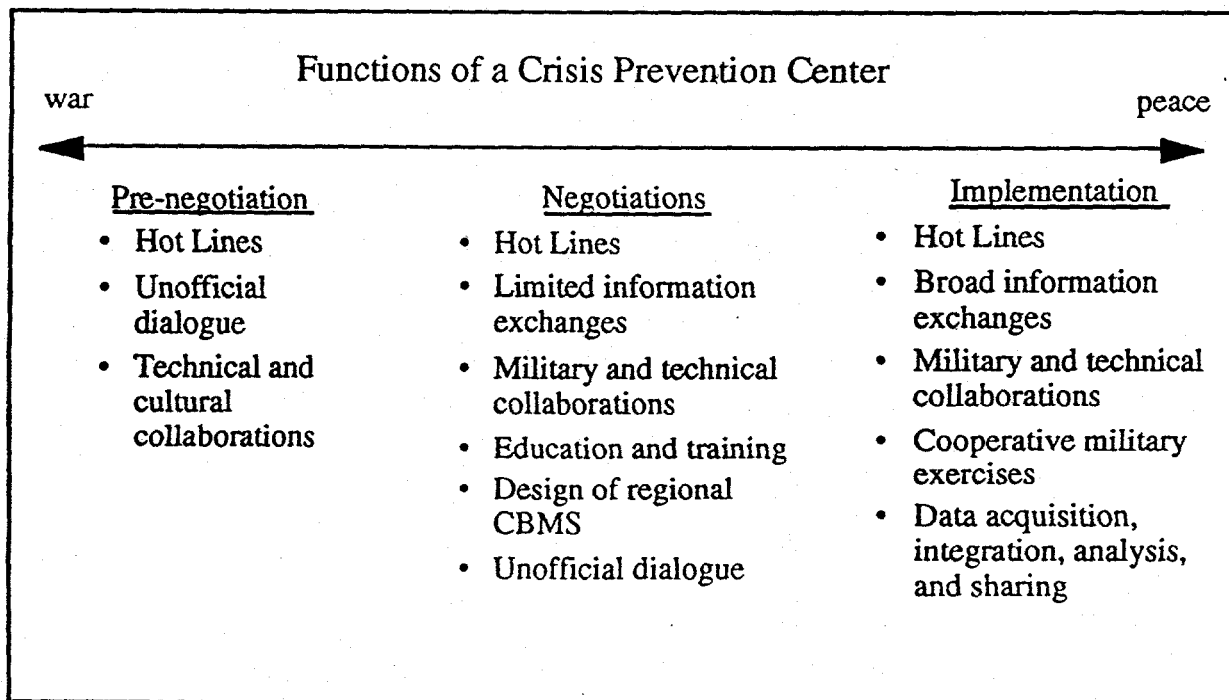 Functions of a Crisis Prevention Center
war
peace
Pre-negotiation
• Hot Lines
• Unofficial
dialogue
• Technical and
cultural
collaborations
Negotiations
• Hot Lines
• Limited information
exchanges
• Military and technical
collaborations
• Education and training
• Design of regional
CBMS
• Unofficial dialogue
Implementation
• Hot Lines
• Broad information
exchanges
• Military and technical
collaborations
• Cooperative military
exercises
• Data acquisition,
integration, analysis,
and sharing